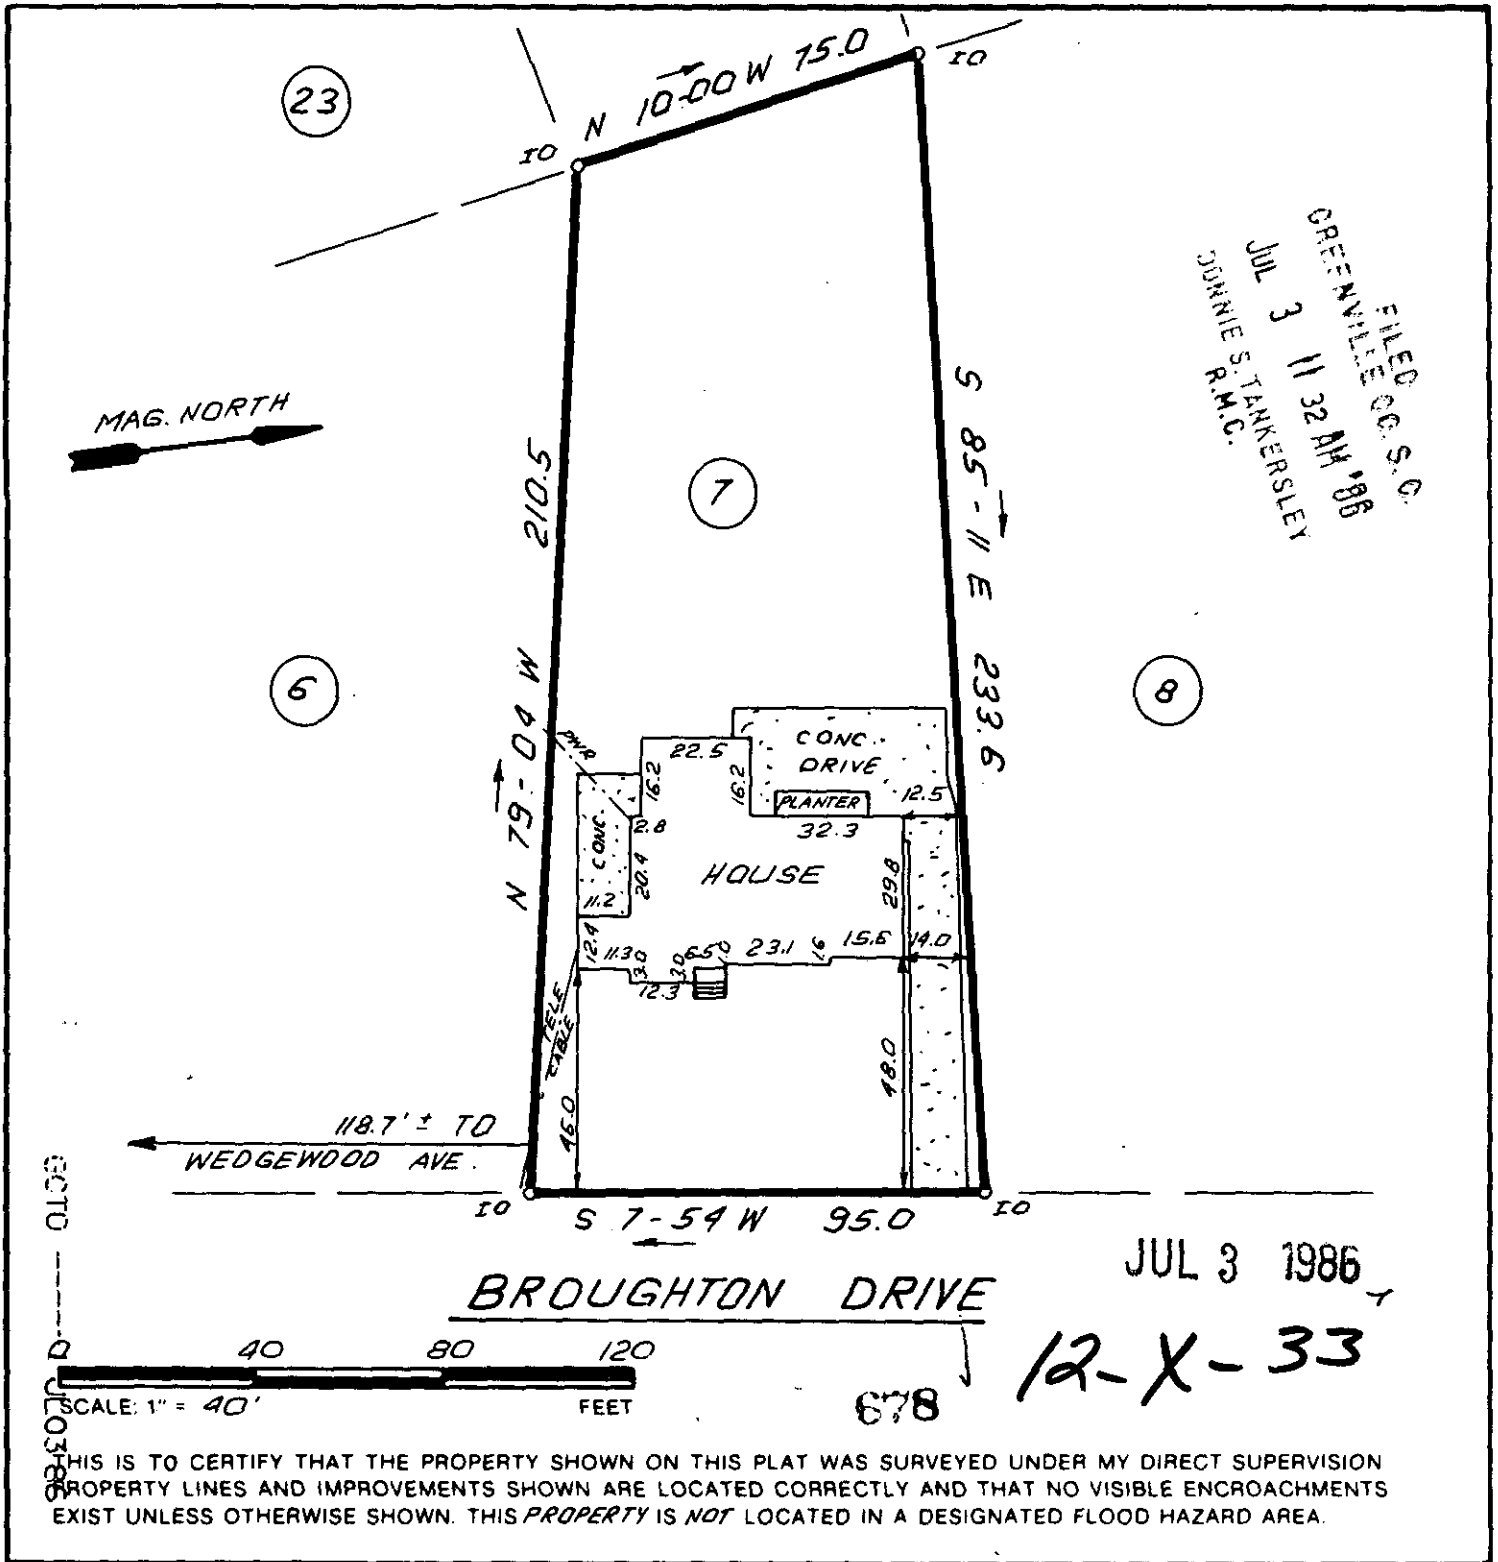 23
N 10-00 W 75.0
IO
IO
MAG. NORTH
FILED
GREENVILLE CO. S. C.
JUL 3 11 32 AM '86
DONNIE S. TANKERSLEY
R.M.C.
N 79-04 W 210.5
7
S 85-11 E 233.6
6
8
PWR
22.5
CONC.
DRIVE
16.2
16.2
PLANTER
12.5
2.8
32.3
CONC.
20.4
HOUSE
29.8
11.2
12.4
11.3
3.0
12.3
3.0
6.5
1.0
23.1
1.6
15.6
14.0
TELE
CABLE
46.0
48.0
118.7' ± TO
WEDGEWOOD AVE.
IO
S 7-54 W 95.0
IO
BROUGHTON DRIVE
JUL 3 1986
12-X-33
678
0 40 80 120
SCALE: 1" = 40' FEET
THIS IS TO CERTIFY THAT THE PROPERTY SHOWN ON THIS PLAT WAS SURVEYED UNDER MY DIRECT SUPERVISION
PROPERTY LINES AND IMPROVEMENTS SHOWN ARE LOCATED CORRECTLY AND THAT NO VISIBLE ENCROACHMENTS
EXIST UNLESS OTHERWISE SHOWN. THIS PROPERTY IS NOT LOCATED IN A DESIGNATED FLOOD HAZARD AREA.